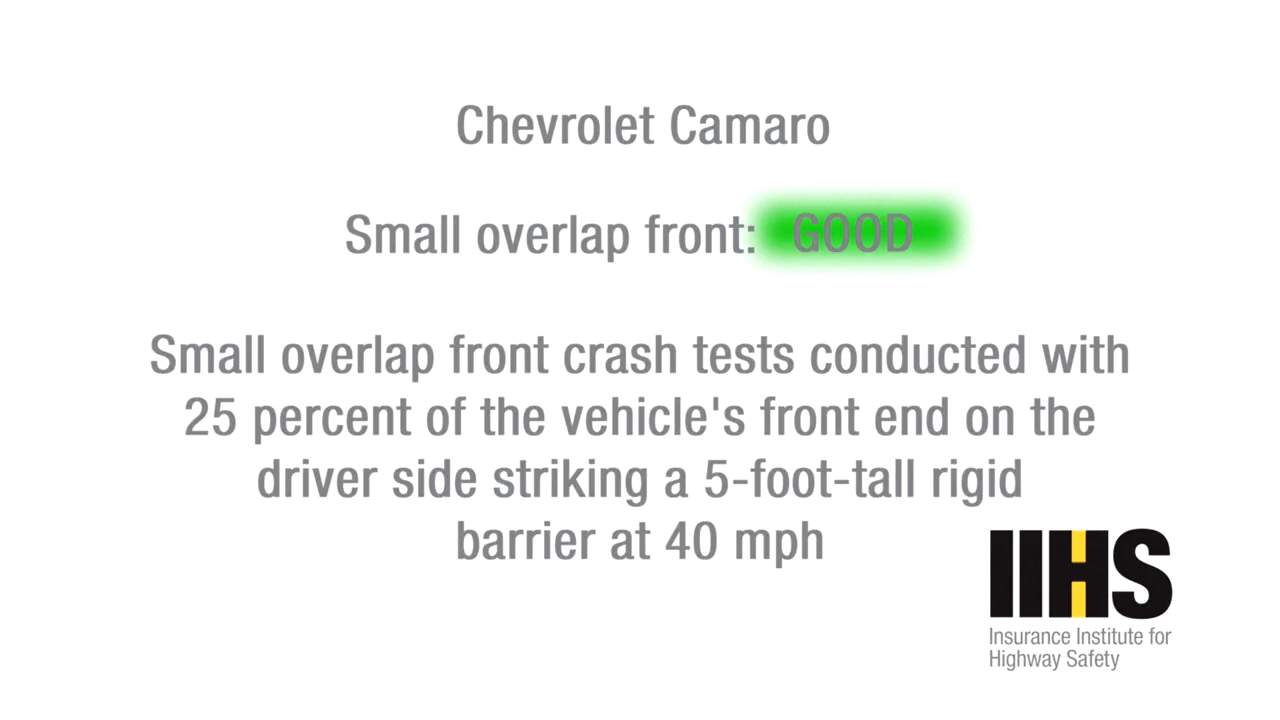 Chevrolet Camaro
Small overlap front: GOOD
Small overlap front crash tests conducted with
25 percent of the vehicle's front end on the
driver side striking a 5-foot-tall rigid
barrier at 40 mph
IIHS
Insurance Institute for
Highway Safety